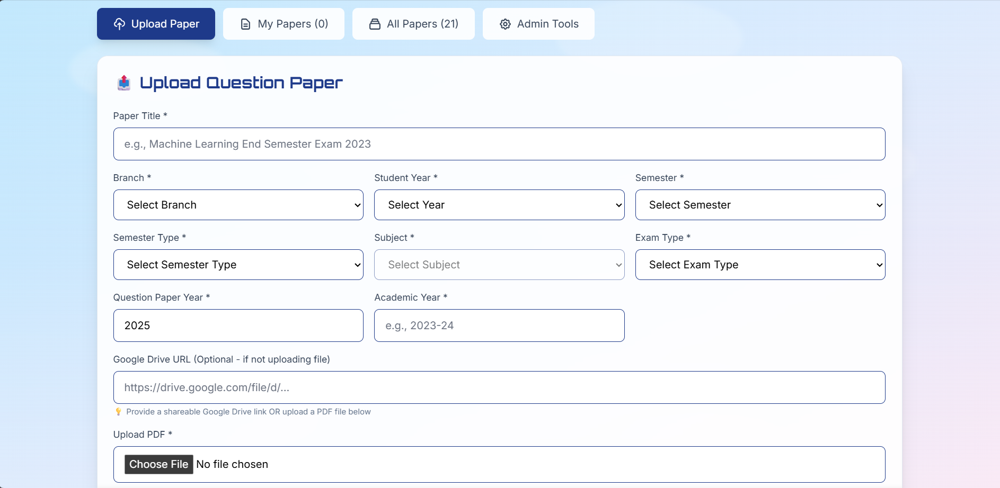 Upload Paper My Papers (0) All Papers (21) Admin Tools
Upload Question Paper
Paper Title *
e.g., Machine Learning End Semester Exam 2023
Branch * Student Year * Semester *
Select Branch Select Year Select Semester
Semester Type * Subject * Exam Type *
Select Semester Type Select Subject Select Exam Type
Question Paper Year * Academic Year *
2025 e.g., 2023-24
Google Drive URL (Optional - if not uploading file)
https://drive.google.com/file/d/...
Provide a shareable Google Drive link OR upload a PDF file below
Upload PDF *
Choose File No file chosen